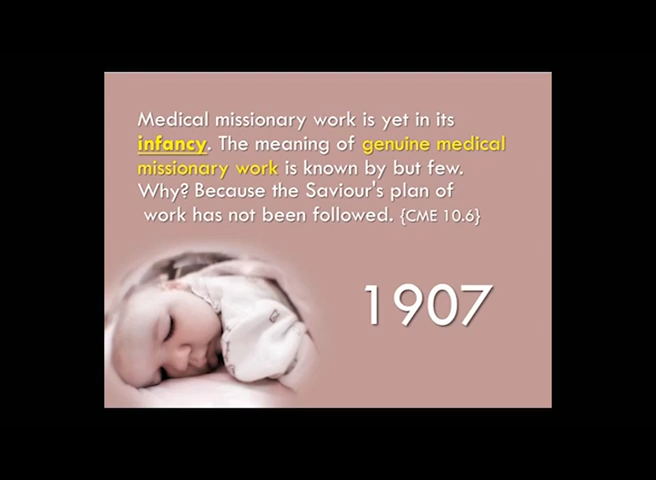 Medical missionary work is yet in its
infancy. The meaning of genuine medical
missionary work is known by but few.
Why? Because the Saviour's plan of
work has not been followed. {CME 10.6}
1907